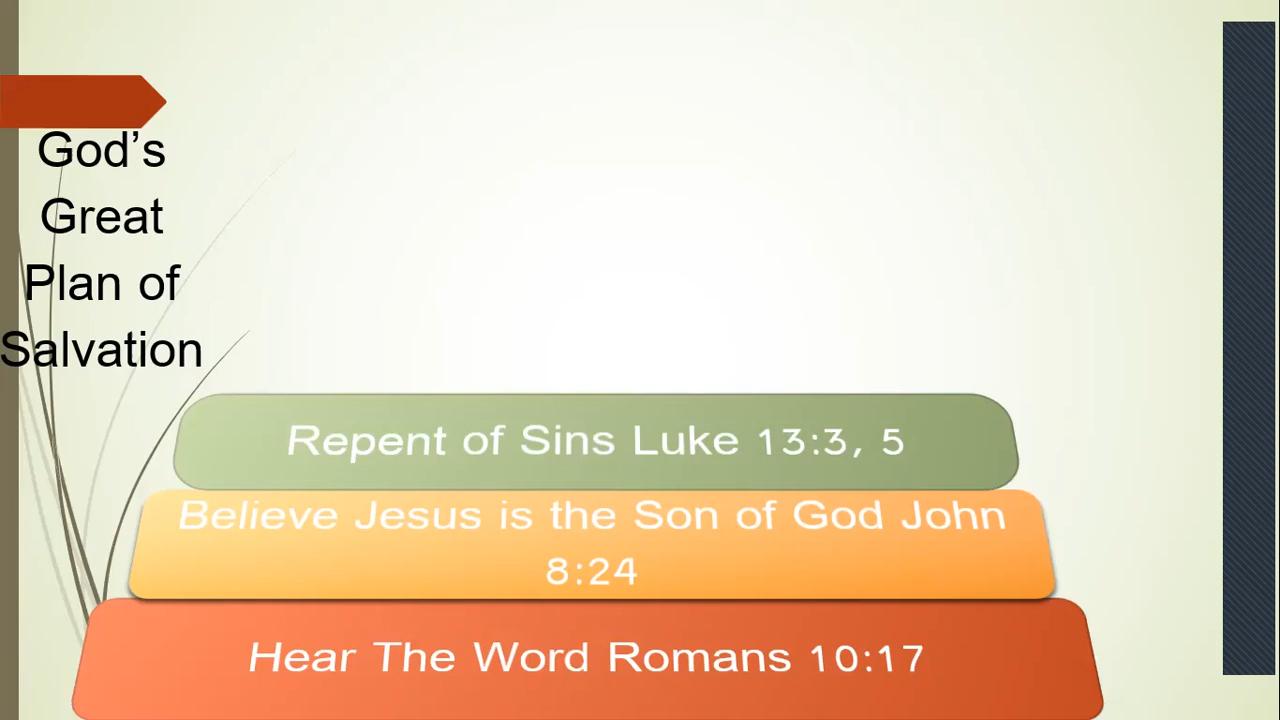 God’s
Great
Plan of
Salvation
Repent of Sins Luke 13:3, 5
Believe Jesus is the Son of God John
8:24
Hear The Word Romans 10:17